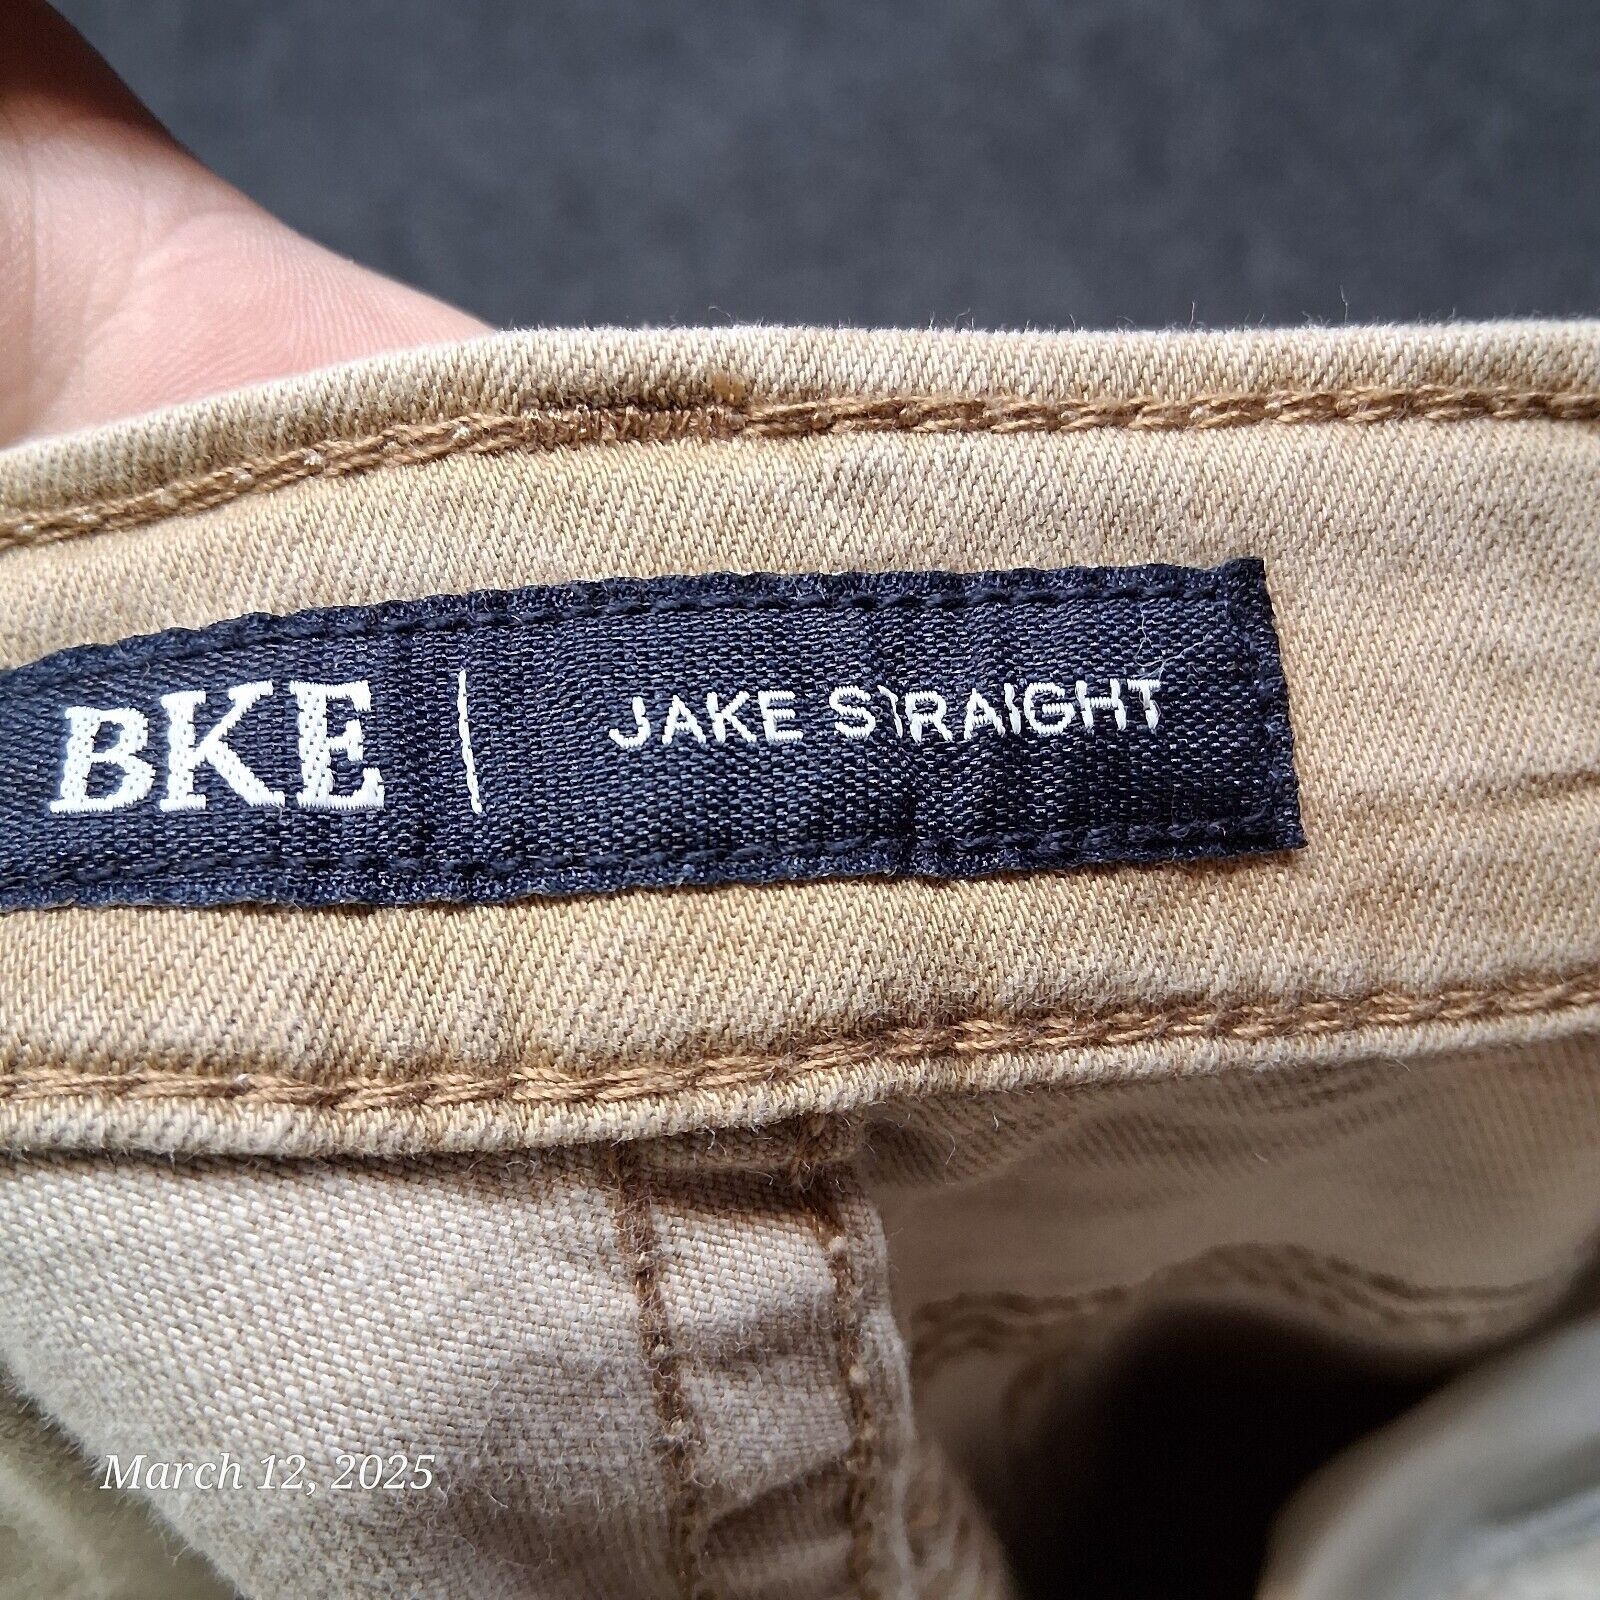 BKE | JAKE STRAIGHT
March 12, 2025